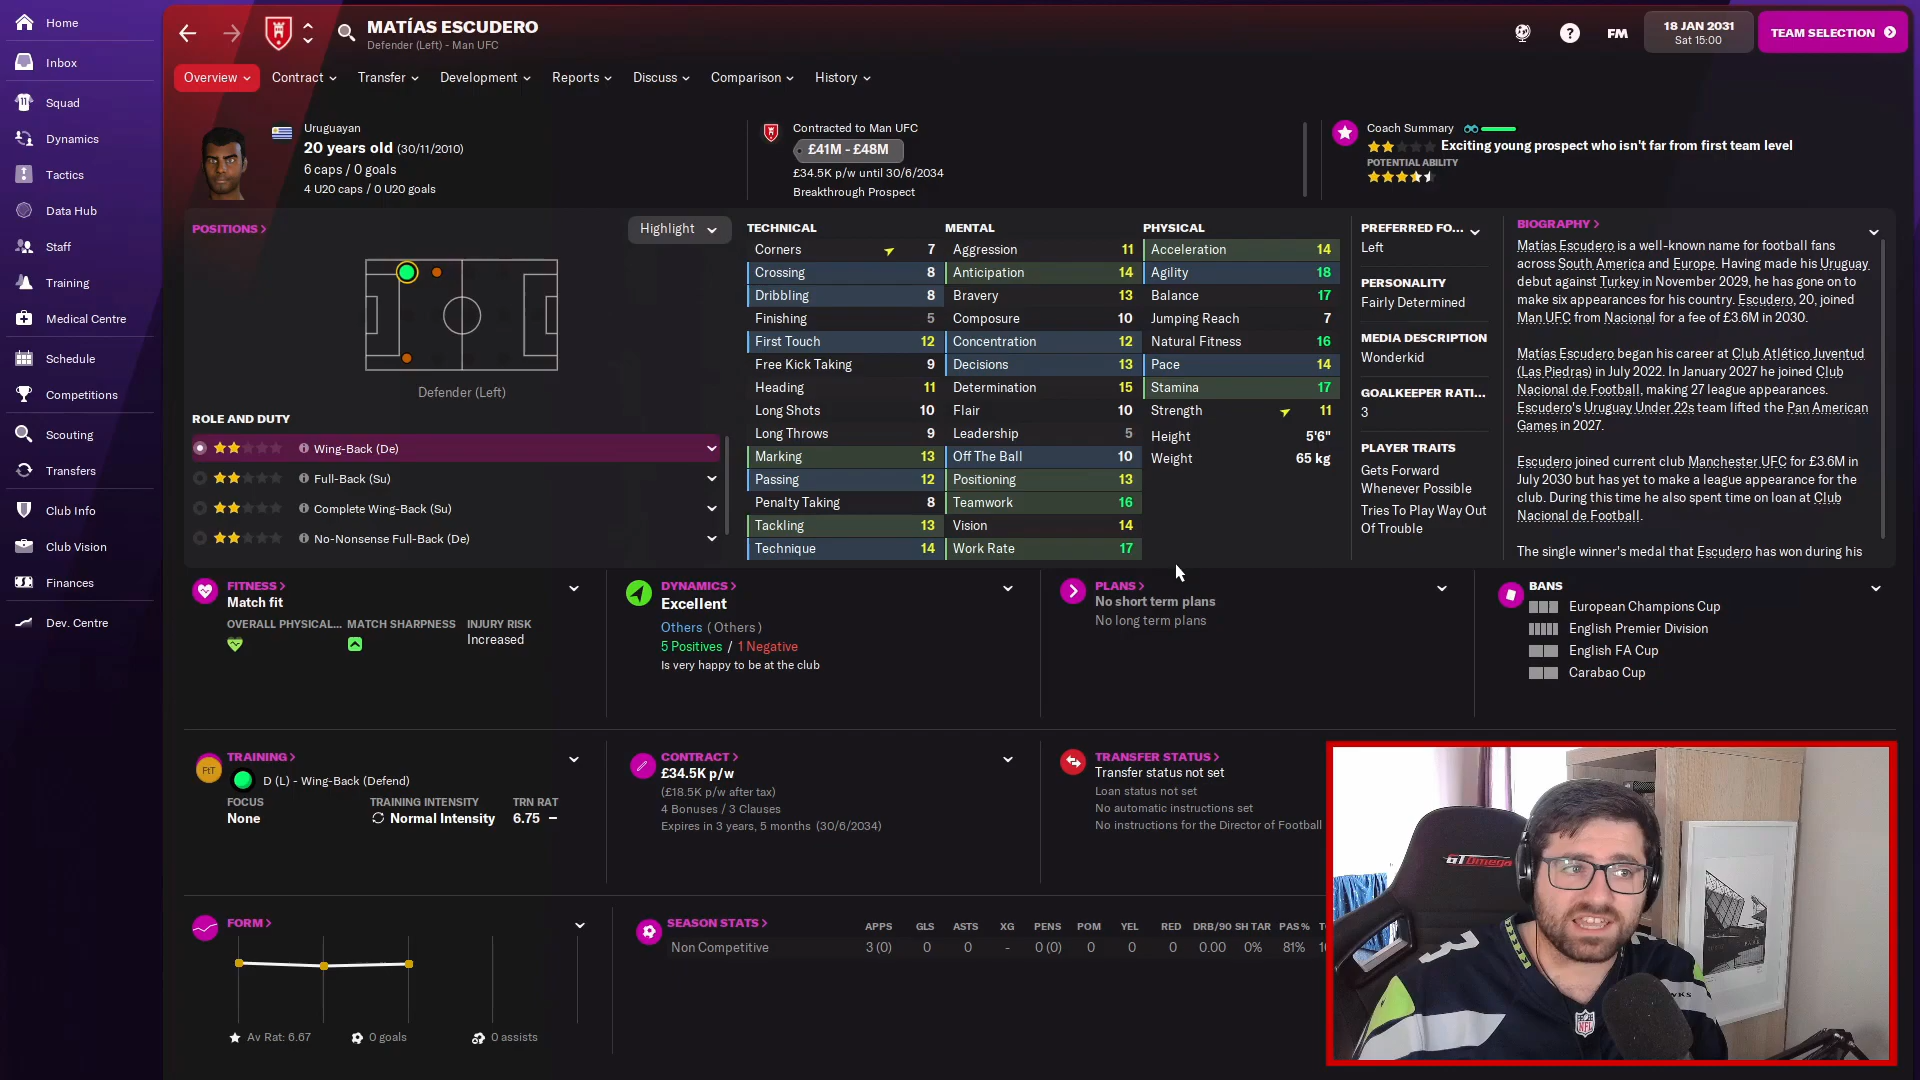 Home
Inbox
Squad
Dynamics
Tactics
Data Hub
Staff
Training
Medical Centre
Schedule
Competitions
Scouting
Transfers
Club Info
Club Vision
Finances
Dev. Centre
MATÍAS ESCUDERO
Defender (Left) - Man UFC
FM
18 JAN 2031
Sat 15:00
TEAM SELECTION
Overview
Contract
Transfer
Development
Reports
Discuss
Comparison
History
Uruguayan
20 years old (30/11/2010)
6 caps / 0 goals
4 U20 caps / 0 U20 goals
Contracted to Man UFC
£41M - £48M
£34.5K p/w until 30/6/2034
Breakthrough Prospect
Coach Summary
Exciting young prospect who isn't far from first team level
POTENTIAL ABILITY
POSITIONS >
Highlight
Defender (Left)
ROLE AND DUTY
Wing-Back (De)
Full-Back (Su)
Complete Wing-Back (Su)
No-Nonsense Full-Back (De)
TECHNICAL
Corners 7
Crossing 8
Dribbling 8
Finishing 5
First Touch 12
Free Kick Taking 9
Heading 11
Long Shots 10
Long Throws 9
Marking 13
Passing 12
Penalty Taking 8
Tackling 13
Technique 14
MENTAL
Aggression 11
Anticipation 14
Bravery 13
Composure 10
Concentration 12
Decisions 13
Determination 15
Flair 10
Leadership 5
Off The Ball 10
Positioning 13
Teamwork 16
Vision 14
Work Rate 17
PHYSICAL
Acceleration 14
Agility 18
Balance 17
Jumping Reach 7
Natural Fitness 16
Pace 14
Stamina 17
Strength 11
Height 5'6"
Weight 65 kg
PREFERRED FO...
Left
PERSONALITY
Fairly Determined
MEDIA DESCRIPTION
Wonderkid
GOALKEEPER RATI...
3
PLAYER TRAITS
Gets Forward
Whenever Possible
Tries To Play Way Out
Of Trouble
BIOGRAPHY >
Matías Escudero is a well-known name for football fans
across South America and Europe. Having made his Uruguay
debut against Turkey in November 2029, he has gone on to
make six appearances for his country. Escudero, 20, joined
Man UFC from Nacional for a fee of £3.6M in 2030.
Matías Escudero began his career at Club Atlético Juventud
(Las Piedras) in July 2022. In January 2027 he joined Club
Nacional de Football, making 27 league appearances.
Escudero's Uruguay Under 22s team lifted the Pan American
Games in 2027.
Escudero joined current club Manchester UFC for £3.6M in
July 2030 but has yet to make a league appearance for the
club. During this time he also spent time on loan at Club
Nacional de Football.
The single winner's medal that Escudero has won during his
FITNESS >
Match fit
OVERALL PHYSICAL... MATCH SHARPNESS INJURY RISK
Increased
DYNAMICS >
Excellent
Others ( Others )
5 Positives / 1 Negative
Is very happy to be at the club
PLANS >
No short term plans
No long term plans
BANS
European Champions Cup
English Premier Division
English FA Cup
Carabao Cup
TRAINING >
FIT
D (L) - Wing-Back (Defend)
FOCUS TRAINING INTENSITY TRN RAT
None Normal Intensity 6.75 –
CONTRACT >
£34.5K p/w
(£18.5K p/w after tax)
4 Bonuses / 3 Clauses
Expires in 3 years, 5 months (30/6/2034)
TRANSFER STATUS >
Transfer status not set
Loan status not set
No automatic instructions set
No instructions for the Director of Football
FORM >
Av Rat: 6.67 0 goals 0 assists
SEASON STATS > APPS GLS ASTS XG PENS POM YEL RED DRB/90 SH TAR PAS %
Non Competitive 3 (0) 0 0 - 0 (0) 0 0 0 0.00 0% 81%
GT Omega
NFL